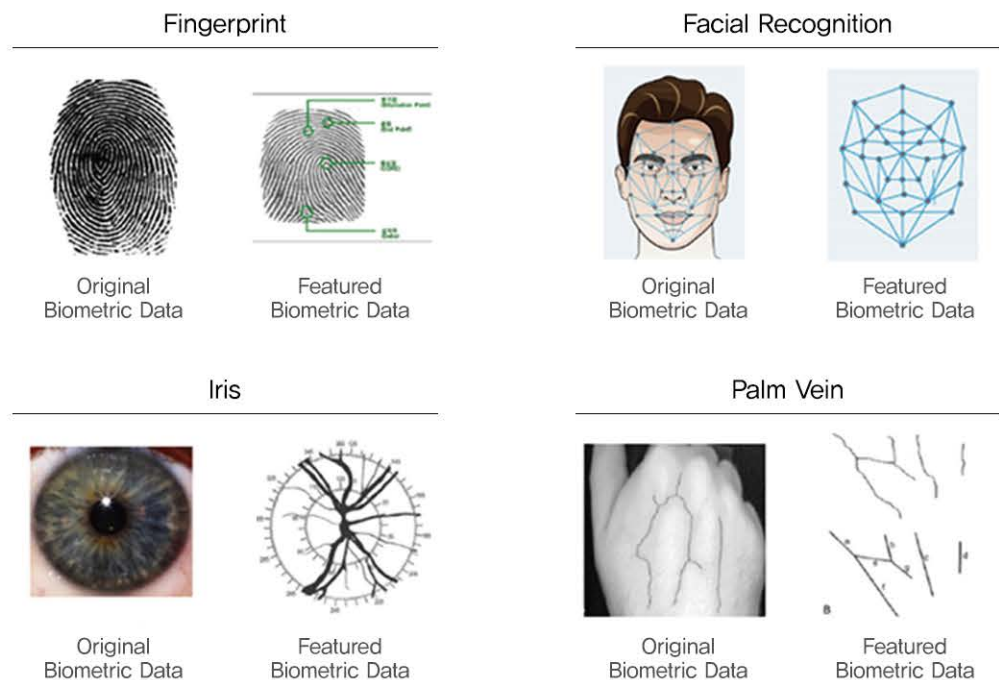 Fingerprint
Facial Recognition
Original
Biometric Data
Featured
Biometric Data
Original
Biometric Data
Featured
Biometric Data
Iris
Palm Vein
B
Original
Biometric Data
Featured
Biometric Data
Original
Biometric Data
Featured
Biometric Data